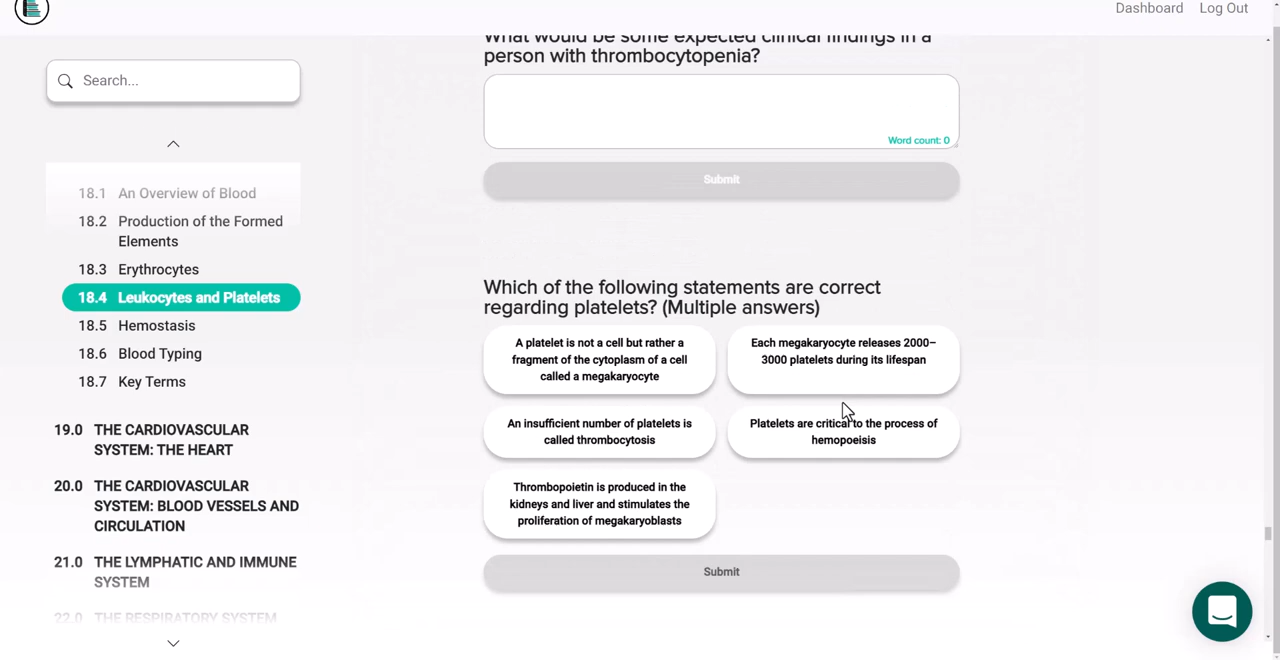 Dashboard Log Out
Search...
18.1 An Overview of Blood
18.2 Production of the Formed
Elements
18.3 Erythrocytes
18.4 Leukocytes and Platelets
18.5 Hemostasis
18.6 Blood Typing
18.7 Key Terms
19.0 THE CARDIOVASCULAR
SYSTEM: THE HEART
20.0 THE CARDIOVASCULAR
SYSTEM: BLOOD VESSELS AND
CIRCULATION
21.0 THE LYMPHATIC AND IMMUNE
SYSTEM
22.0 THE RESPIRATORY SYSTEM
What would be some expected clinical findings in a
person with thrombocytopenia?
Word count: 0
Submit
Which of the following statements are correct
regarding platelets? (Multiple answers)
A platelet is not a cell but rather a
fragment of the cytoplasm of a cell
called a megakaryocyte
Each megakaryocyte releases 2000–
3000 platelets during its lifespan
An insufficient number of platelets is
called thrombocytosis
Platelets are critical to the process of
hemopoeisis
Thrombopoietin is produced in the
kidneys and liver and stimulates the
proliferation of megakaryoblasts
Submit